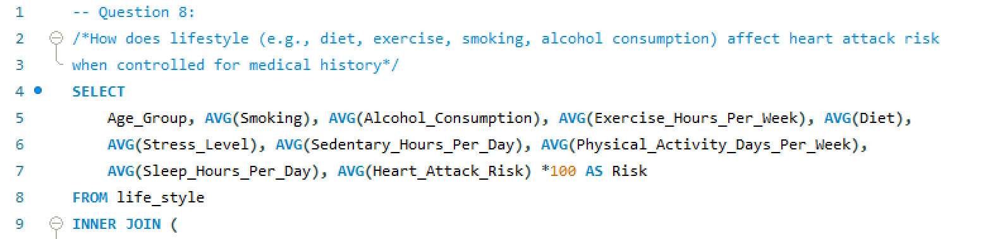 1 -- Question 8:
2 /*How does lifestyle (e.g., diet, exercise, smoking, alcohol consumption) affect heart attack risk
3 when controlled for medical history*/
4 SELECT
5 Age_Group, AVG(Smoking), AVG(Alcohol_Consumption), AVG(Exercise_Hours_Per_Week), AVG(Diet),
6 AVG(Stress_Level), AVG(Sedentary_Hours_Per_Day), AVG(Physical_Activity_Days_Per_Week),
7 AVG(Sleep_Hours_Per_Day), AVG(Heart_Attack_Risk) *100 AS Risk
8 FROM life_style
9 INNER JOIN (